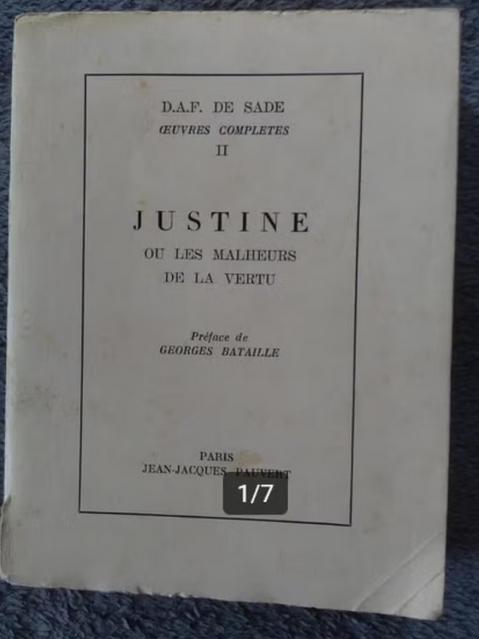 D.A.F. DE SADE
ŒUVRES COMPLETES
II
JUSTINE
OU LES MALHEURS
DE LA VERTU
Préface de
GEORGES BATAILLE
PARIS
JEAN-JACQUES PAUVERT
1/7